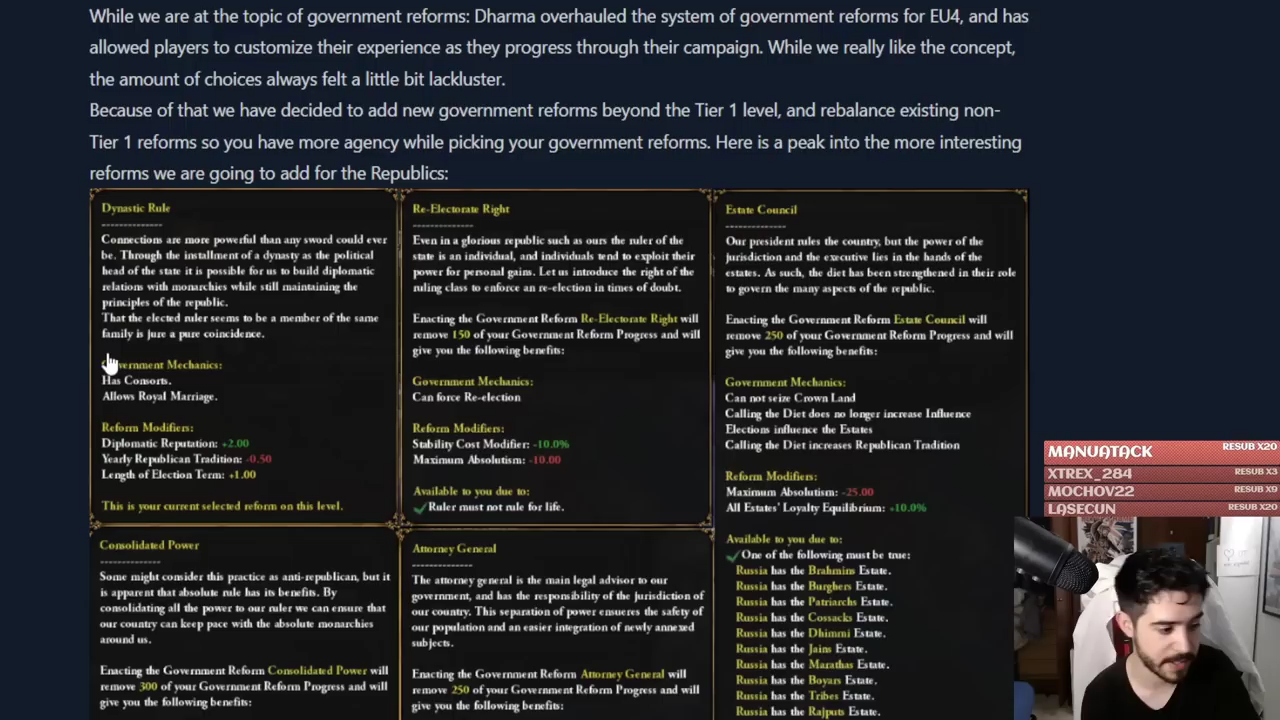 While we are at the topic of government reforms: Dharma overhauled the system of government reforms for EU4, and has
allowed players to customize their experience as they progress through their campaign. While we really like the concept,
the amount of choices always felt a little bit lackluster.
Because of that we have decided to add new government reforms beyond the Tier 1 level, and rebalance existing non-
Tier 1 reforms so you have more agency while picking your government reforms. Here is a peak into the more interesting
reforms we are going to add for the Republics:
Dynastic Rule
--------------
Connections are more powerful than any sword could ever
be. Through the installment of a dynasty as the political
head of the state it is possible for us to build diplomatic
relations with monarchies while still maintaining the
principles of the republic.
That the elected ruler seems to be a member of the same
family is jure a pure coincidence.
vernment Mechanics:
Has Consorts.
Allows Royal Marriage.
Reform Modifiers:
Diplomatic Reputation: +2.00
Yearly Republican Tradition: -0.50
Length of Election Term: +1.00
This is your current selected reform on this level.
Re-Electorate Right
--------------
Even in a glorious republic such as ours the ruler of the
state is an individual, and individuals tend to exploit their
power for personal gains. Let us introduce the right of the
ruling class to enforce an re-election in times of doubt.
Enacting the Government Reform Re-Electorate Right will
remove 150 of your Government Reform Progress and will
give you the following benefits:
Government Mechanics:
Can force Re-election
Reform Modifiers:
Stability Cost Modifier: -10.0%
Maximum Absolutism: -10.00
Available to you due to:
Ruler must not rule for life.
Estate Council
--------------
Our president rules the country, but the power of the
jurisdiction and the executive lies in the hands of the
estates. As such, the diet has been strengthened in their role
to govern the many aspects of the republic.
Enacting the Government Reform Estate Council will
remove 250 of your Government Reform Progress and will
give you the following benefits:
Government Mechanics:
Can not seize Crown Land
Calling the Diet does no longer increase Influence
Elections influence the Estates
Calling the Diet increases Republican Tradition
Reform Modifiers:
Maximum Absolutism: -25.00
All Estates' Loyalty Equilibrium: +10.0%
Available to you due to:
One of the following must be true:
Russia has the Brahmins Estate.
Russia has the Burghers Estate.
Russia has the Patriarchs Estate.
Russia has the Cossacks Estate.
Russia has the Dhimmi Estate.
Russia has the Jains Estate.
Russia has the Marathas Estate.
Russia has the Boyars Estate.
Russia has the Tribes Estate.
Russia has the Rajputs Estate.
Consolidated Power
--------------
Some might consider this practice as anti-republican, but it
is apparent that absolute rule has its benefits. By
consolidating all the power to our ruler we can ensure that
our country can keep pace with the absolute monarchies
around us.
Enacting the Government Reform Consolidated Power will
remove 300 of your Government Reform Progress and will
give you the following benefits:
Attorney General
--------------
The attorney general is the main legal advisor to our
government, and has the responsibility of the jurisdiction of
our country. This separation of power ensueres the safety of
our population and an easier integration of newly annexed
subjects.
Enacting the Government Reform Attorney General will
remove 250 of your Government Reform Progress and will
give you the following benefits:
MANUATACK RESUB X20
XTREX_284 RESUB X3
MOCHOV22 RESUB X9
LASECUN RESUB X20